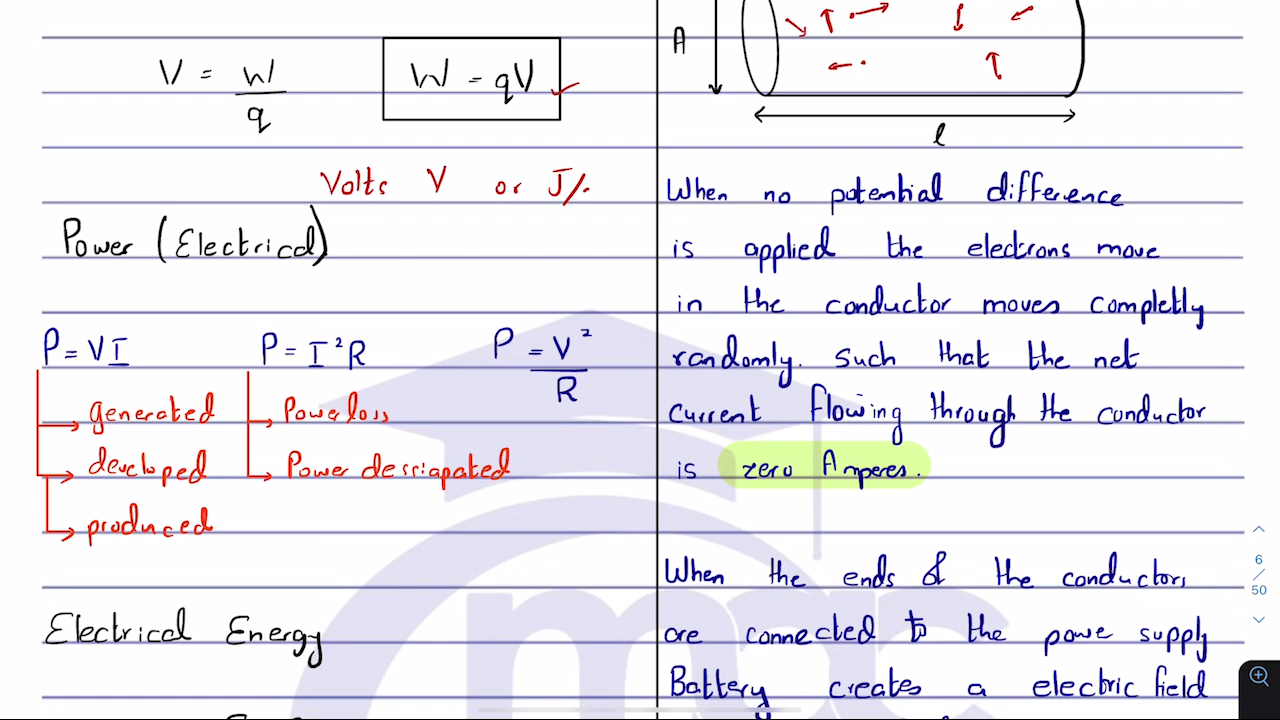 V = W/q
W = qV
Volts V or J/
Power (Electrical)
P = VI
P = I²R
P = V²/R
generated
developed
produced
Power loss
Power dessiapated
Electrical Energy
A
l
When no potential difference
is applied the electrons move
in the conductor moves completly
randomly. Such that the net
current flowing through the conductor
is zero Amperes.
When the ends of the conductors
are connected to the powe supply
Battery creates a electric field
6
/
50
mac